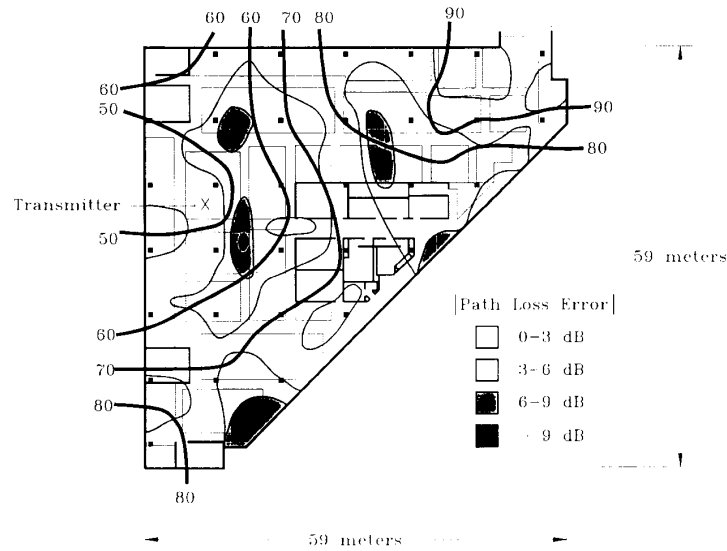 60 60 70 80 90
60
50
90
80
Transmitter X
50
59 meters
60
|Path Loss Error|
0-3 dB
3-6 dB
70
6-9 dB
80
9 dB
80
59 meters